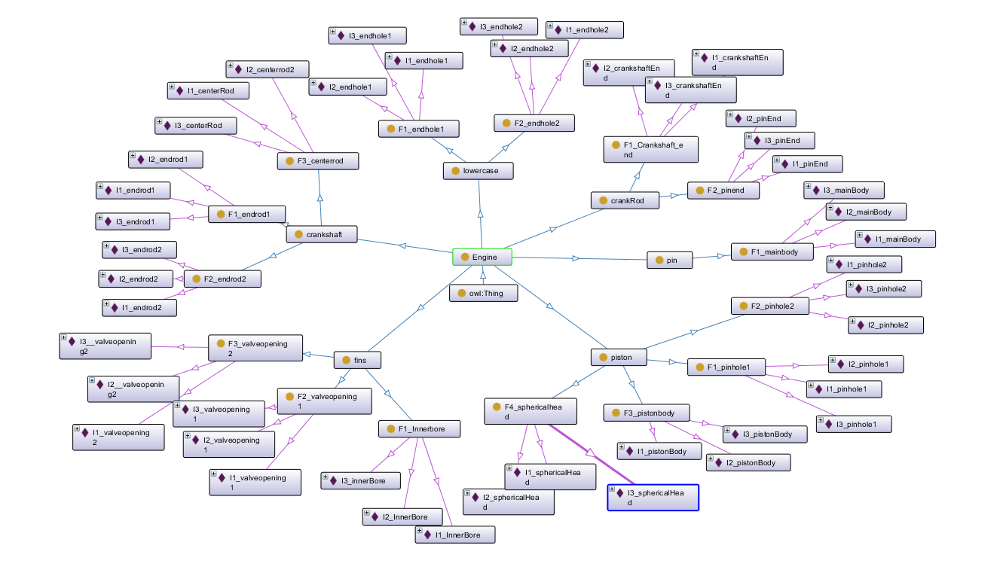 I3_endhole2
I1_endhole2
I3_endhole1
I2_endhole2
I1_endhole1
I1_crankshaftEn
d
I2_centerrod2
I2_crankshaftEn
d
I2_endhole1
I3_crankshaftEn
d
I1_centerRod
I3_centerRod
F1_endhole1
F2_endhole2
I2_pinEnd
I3_pinEnd
F1_Crankshaft_e
nd
I2_endrod1
F3_centerrod
I1_pinEnd
lowercase
I1_endrod1
F2_pinend
I3_mainBody
crankRod
F1_endrod1
I2_mainBody
I3_endrod1
crankshaft
I1_mainBody
I3_endrod2
F1_mainbody
Engine
pin
I1_pinhole2
I2_endrod2
F2_endrod2
I3_pinhole2
owl:Thing
I1_endrod2
F2_pinhole2
I2_pinhole2
I3__valveopenin
g2
F3_valveopening
2
fins
piston
I2_pinhole1
F1_pinhole1
I2__valveopenin
g2
I1_pinhole1
F2_valveopening
1
I3_valveopening
1
F4_sphericalhea
d
F3_pistonbody
I3_pinhole1
I1_valveopening
2
F1_Innerbore
I3_pistonBody
I2_valveopening
1
I1_pistonBody
I2_pistonBody
I1_valveopening
1
I3_innerBore
I1_sphericalHea
d
I2_sphericalHea
d
I3_sphericalHea
d
I2_InnerBore
I1_InnerBore